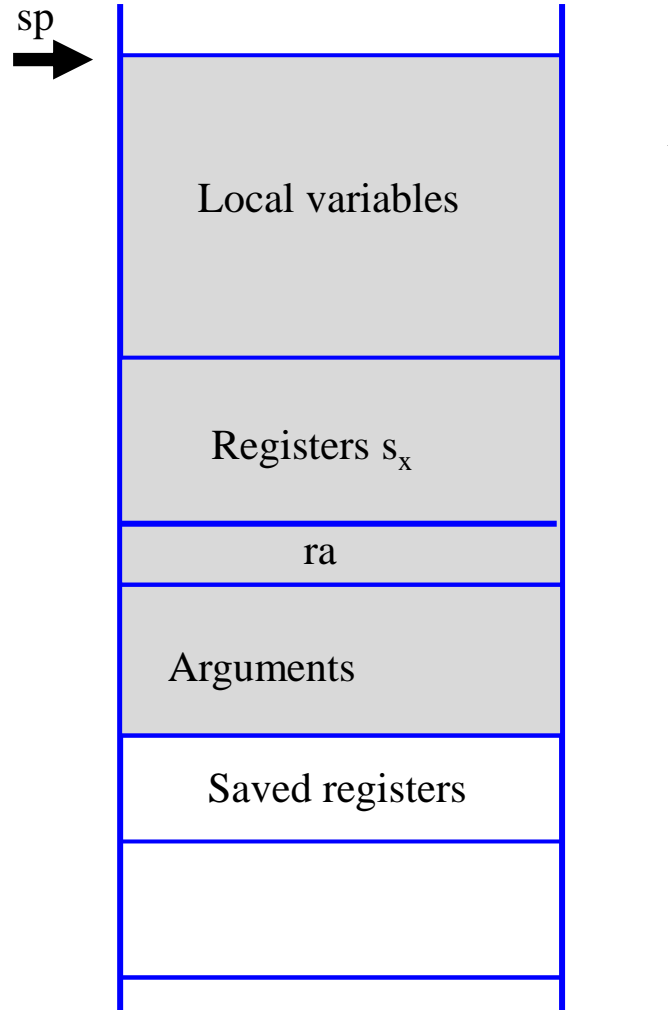 sp
Local variables
Registers sₓ
ra
Arguments
Saved registers